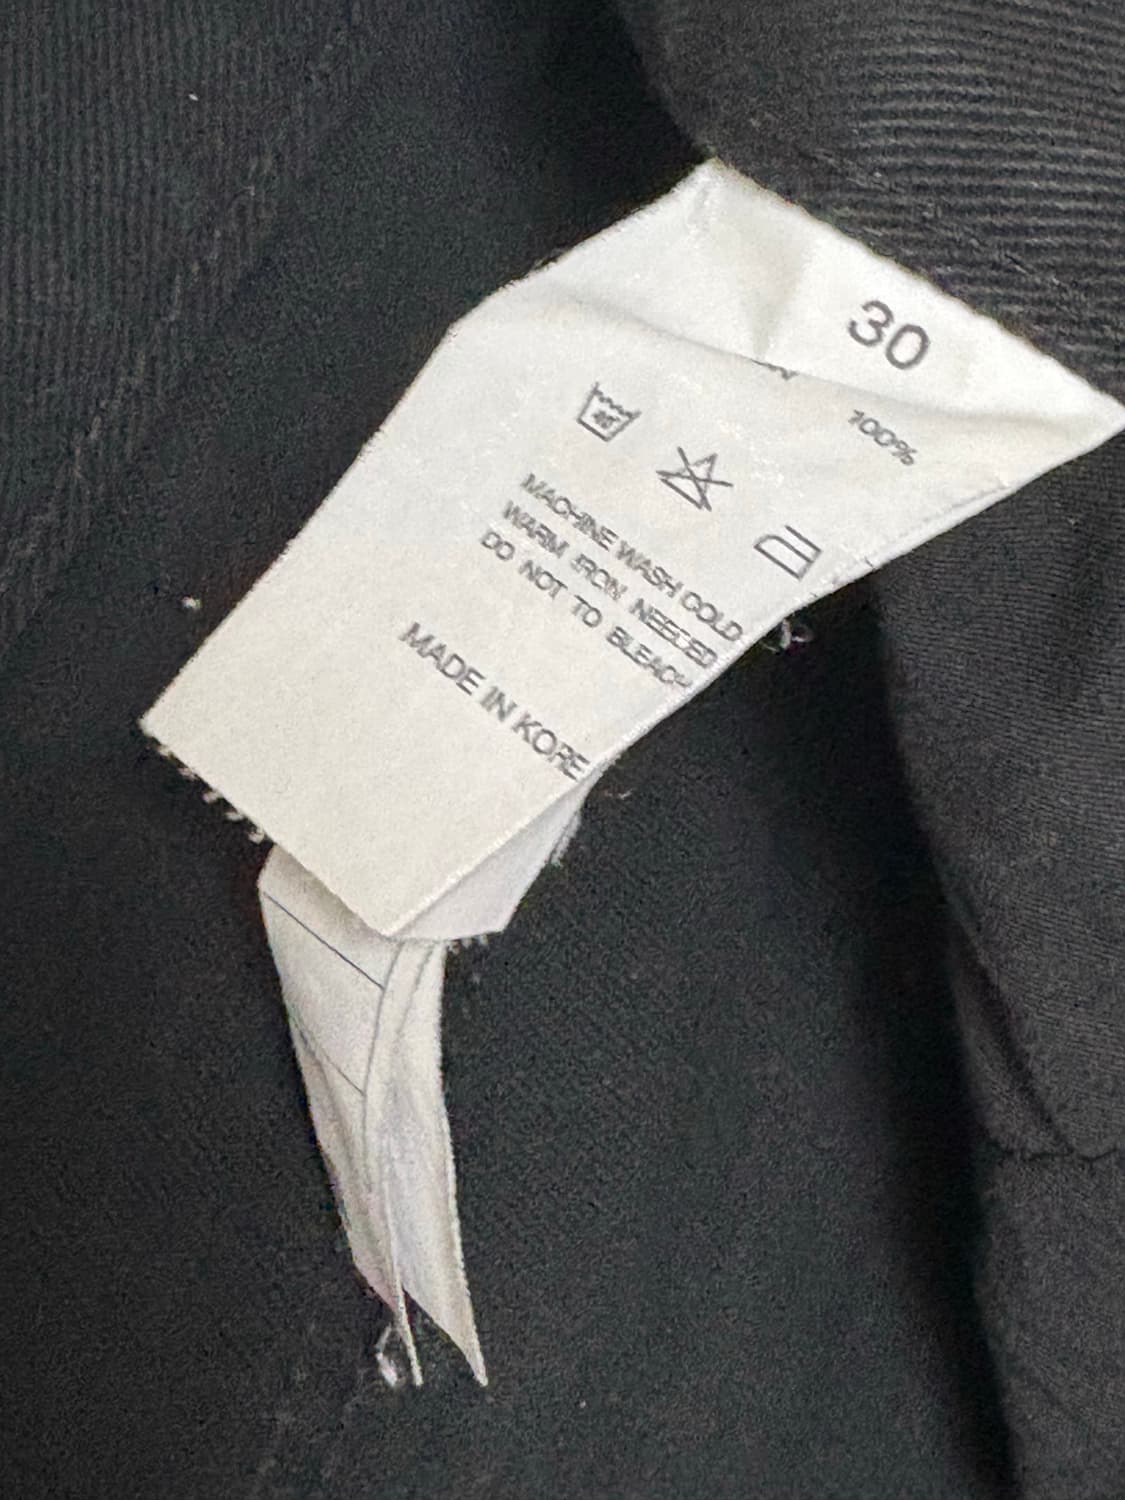 30
100%
MACHINE WASH COLD
WARM IRON NEEDED
DO NOT TO BLEACH
MADE IN KORE